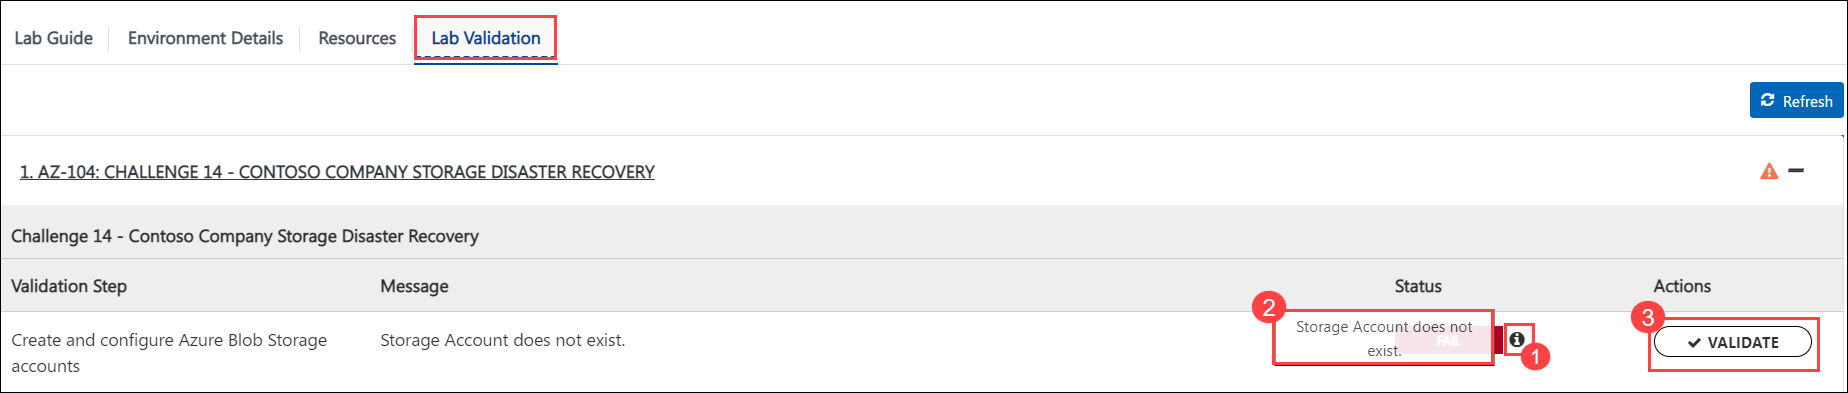 Lab Guide
Environment Details
Resources
Lab Validation
Refresh
1. AZ-104: CHALLENGE 14 - CONTOSO COMPANY STORAGE DISASTER RECOVERY
Challenge 14 - Contoso Company Storage Disaster Recovery
Validation Step
Message
Status
Actions
Create and configure Azure Blob Storage
accounts
Storage Account does not exist.
2
Storage Account does not
exist.
FAIL
1
3
VALIDATE